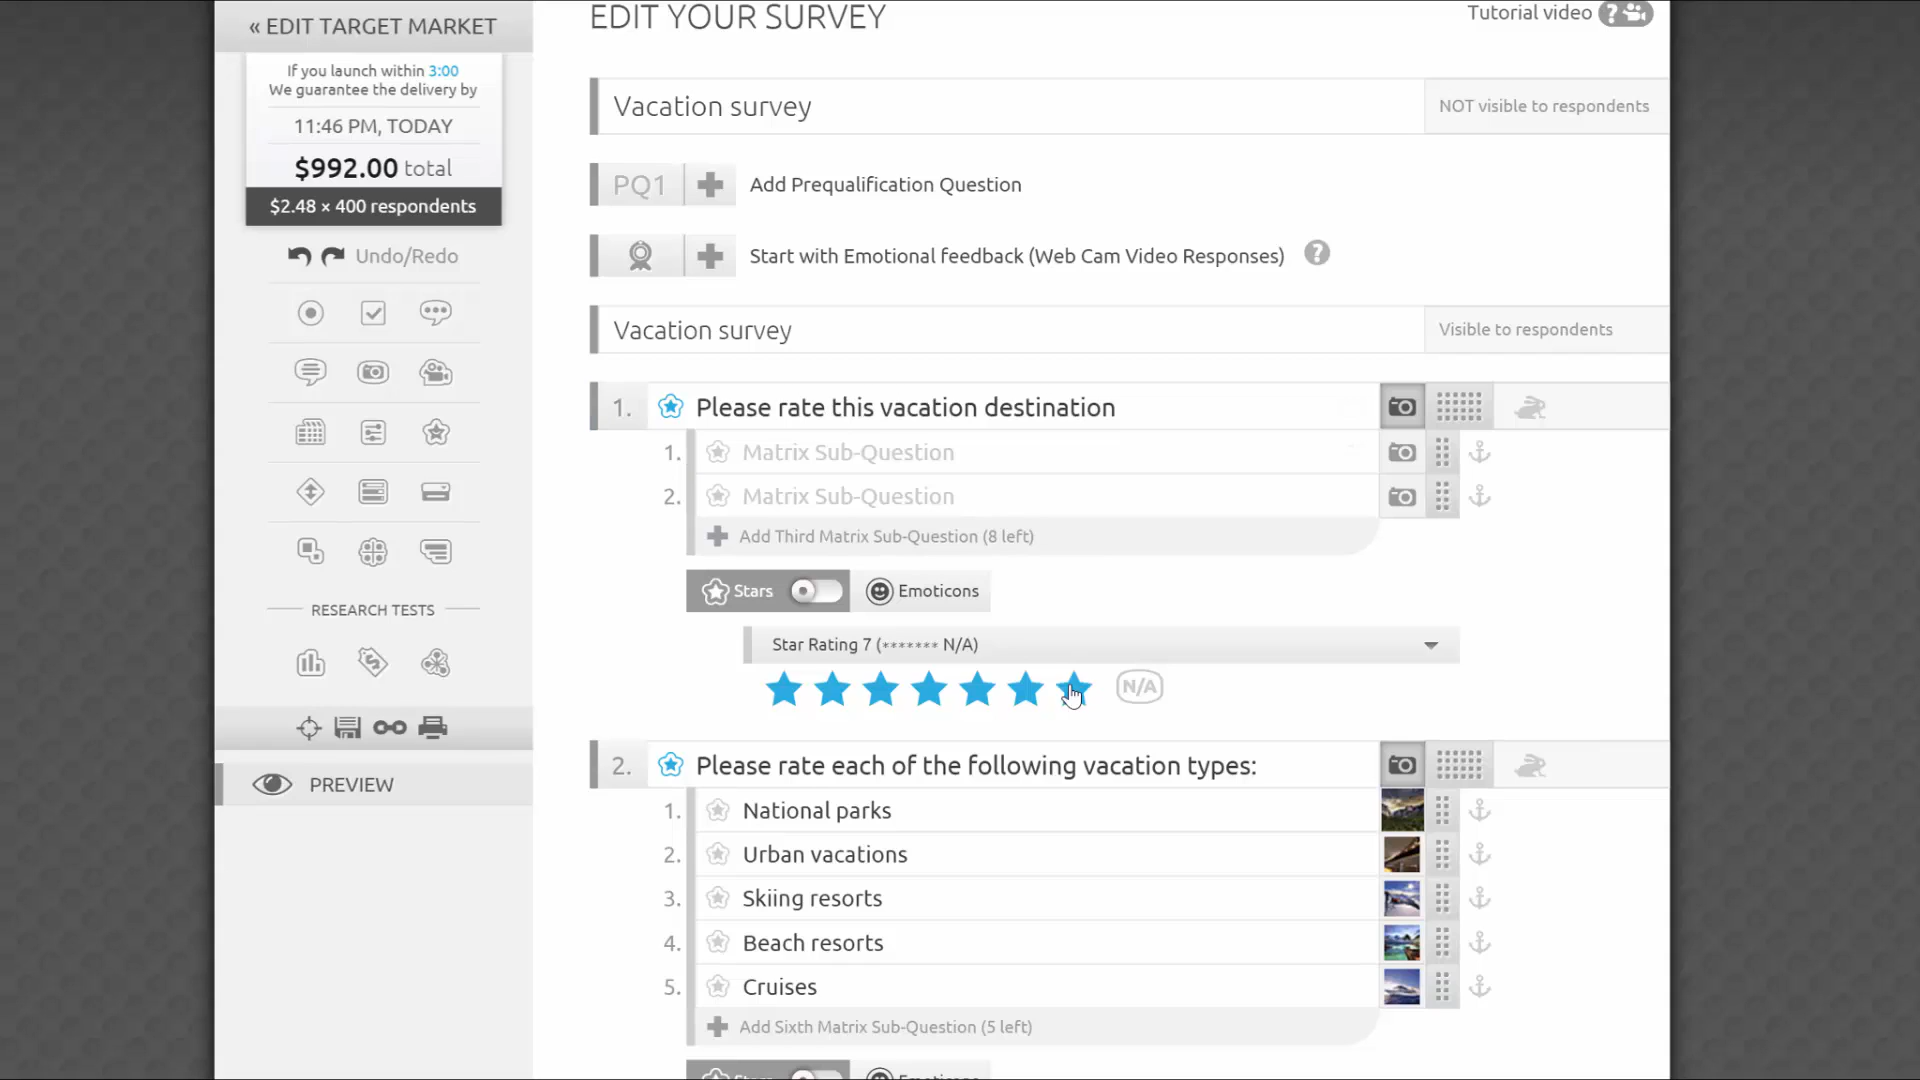 « EDIT TARGET MARKET
If you launch within 3:00
We guarantee the delivery by
11:46 PM, TODAY
$992.00 total
$2.48 × 400 respondents
Undo/Redo
RESEARCH TESTS
PREVIEW
EDIT YOUR SURVEY
Tutorial video ?
Vacation survey
NOT visible to respondents
PQ1
Add Prequalification Question
Start with Emotional feedback (Web Cam Video Responses) ?
Vacation survey
Visible to respondents
1. Please rate this vacation destination
1. Matrix Sub-Question
2. Matrix Sub-Question
Add Third Matrix Sub-Question (8 left)
Stars
Emoticons
Star Rating 7 (******* N/A)
N/A
2. Please rate each of the following vacation types:
1. National parks
2. Urban vacations
3. Skiing resorts
4. Beach resorts
5. Cruises
Add Sixth Matrix Sub-Question (5 left)
Stars
Emoticons